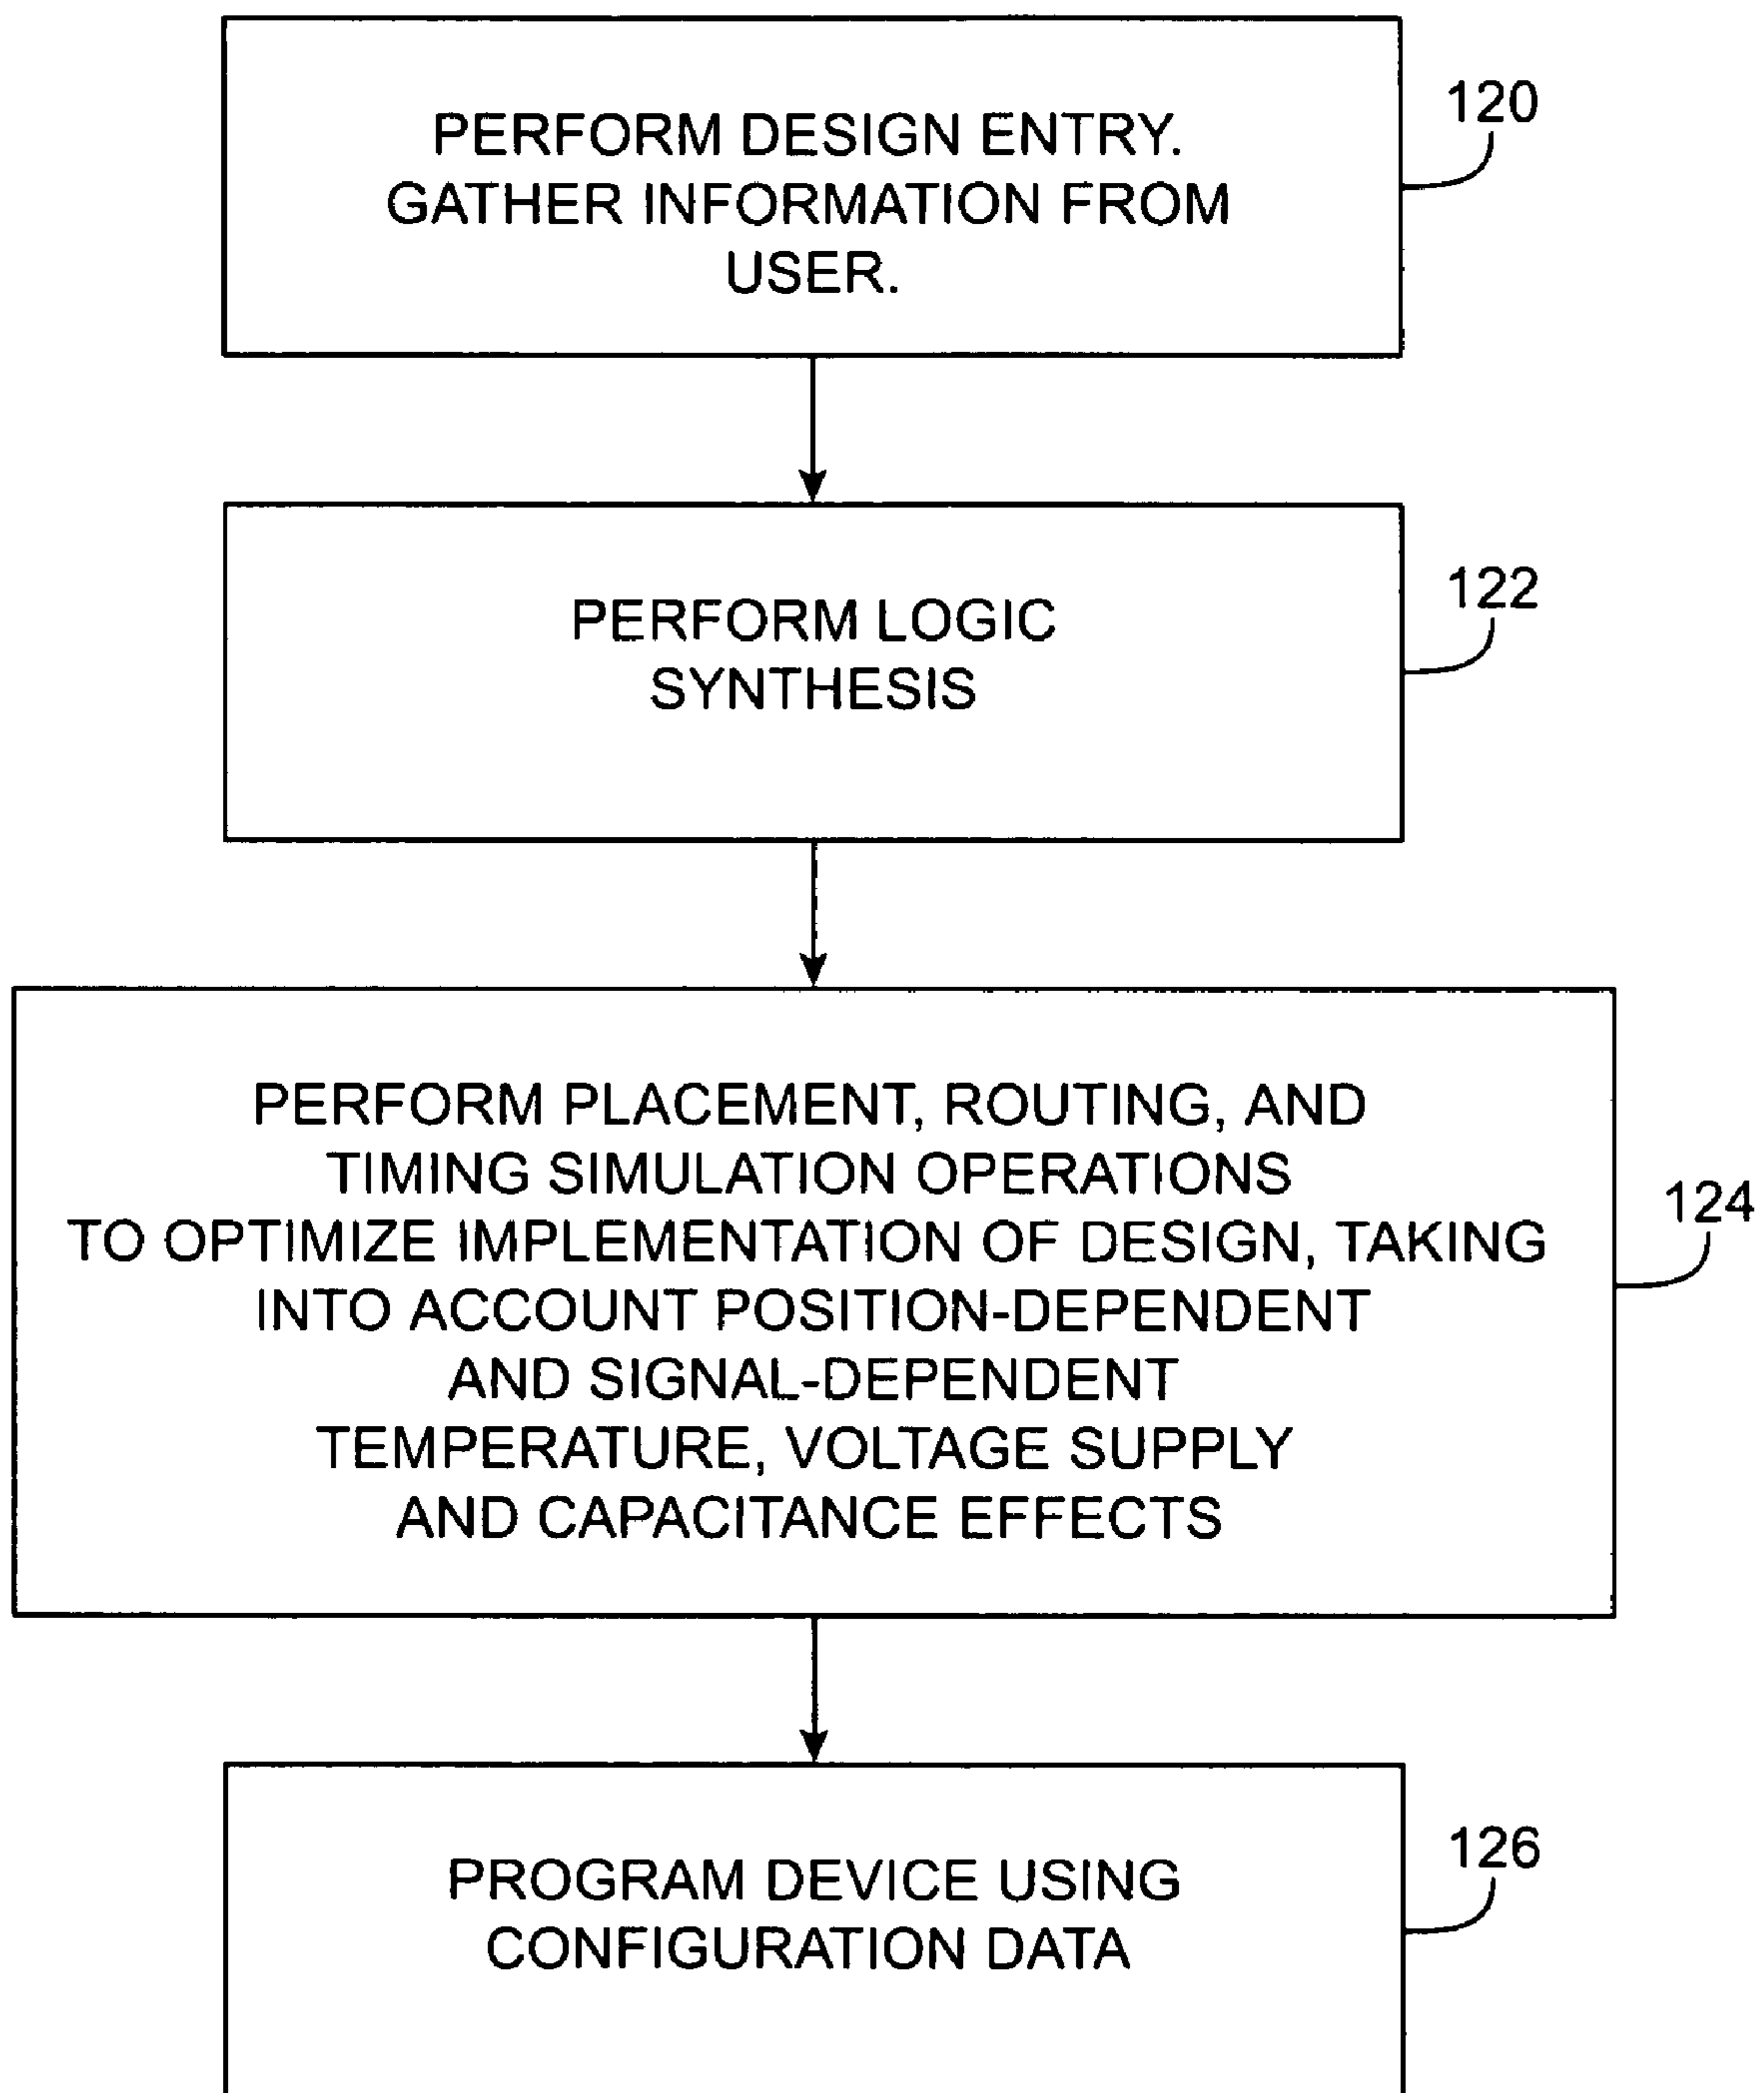 PERFORM DESIGN ENTRY.
GATHER INFORMATION FROM
USER.
120
PERFORM LOGIC
SYNTHESIS
122
PERFORM PLACEMENT, ROUTING, AND
TIMING SIMULATION OPERATIONS
TO OPTIMIZE IMPLEMENTATION OF DESIGN, TAKING
INTO ACCOUNT POSITION-DEPENDENT
AND SIGNAL-DEPENDENT
TEMPERATURE, VOLTAGE SUPPLY
AND CAPACITANCE EFFECTS
124
PROGRAM DEVICE USING
CONFIGURATION DATA
126